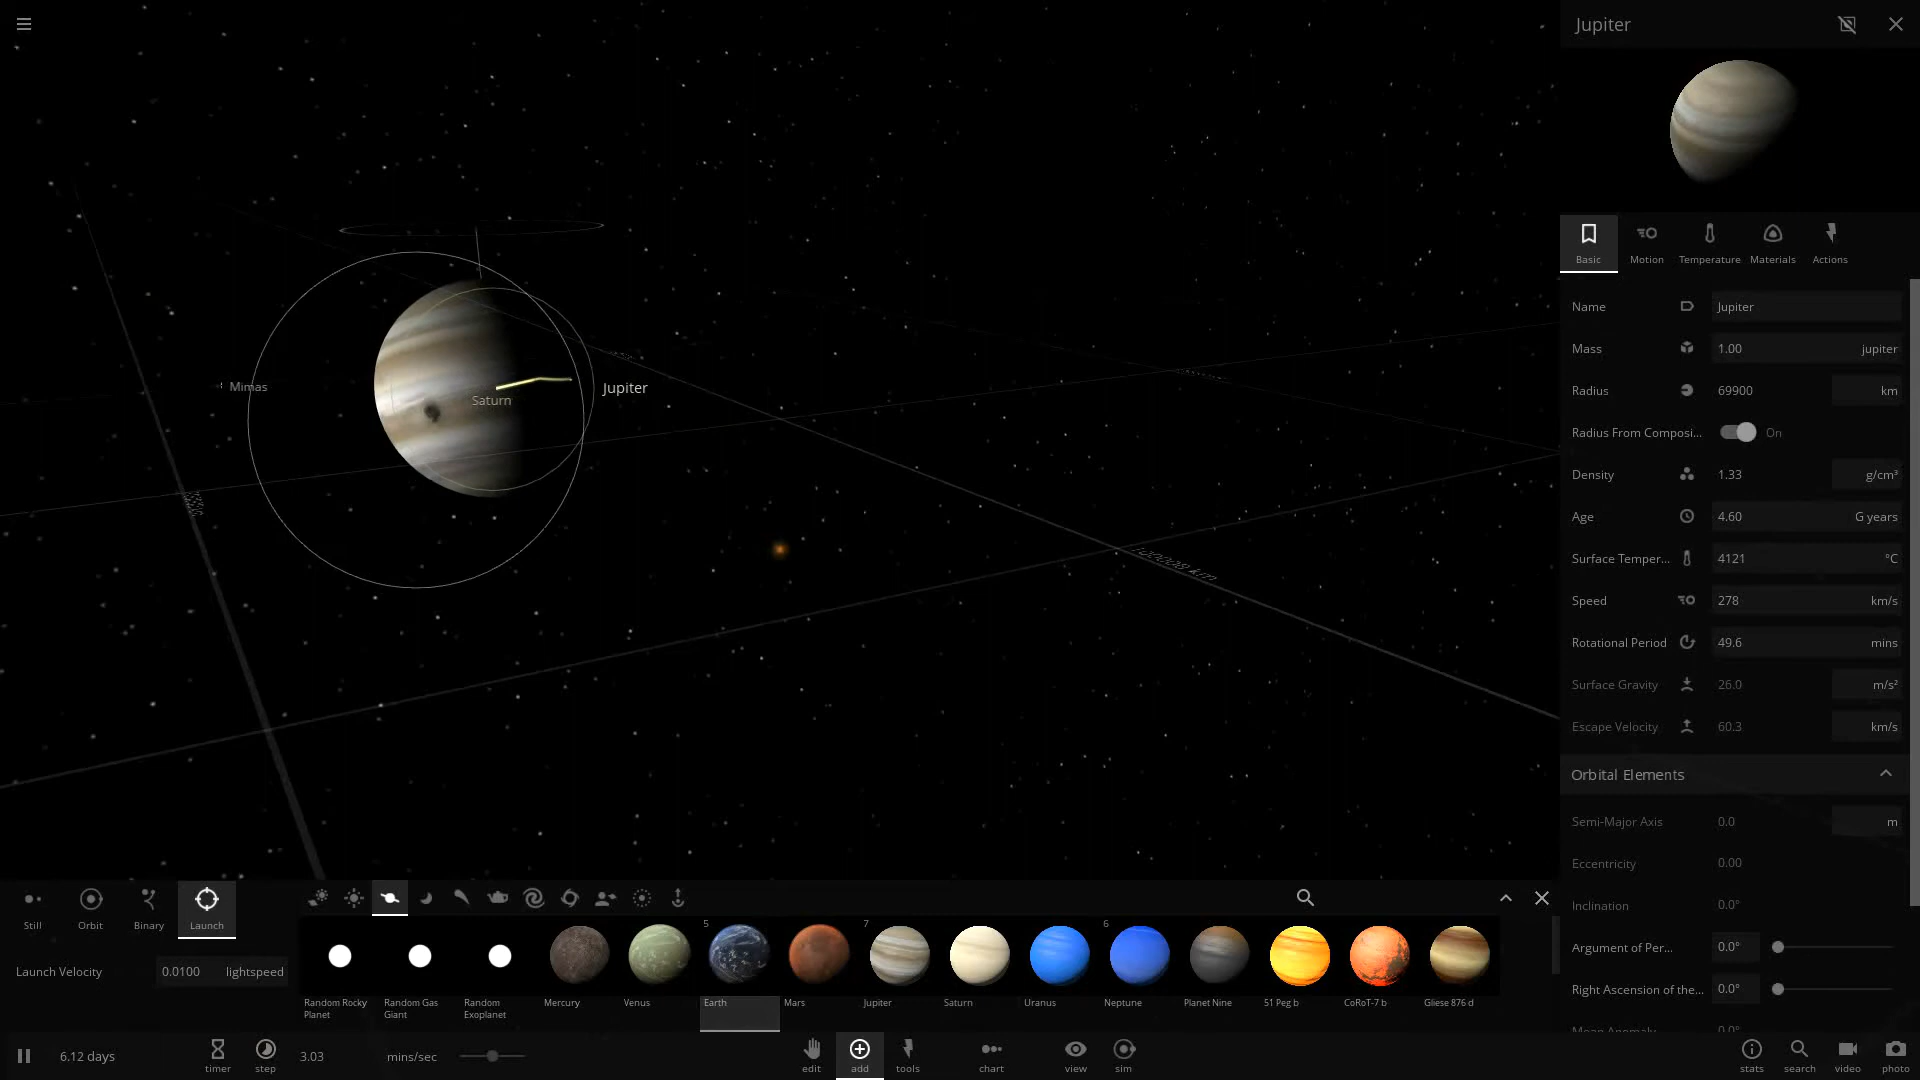 Jupiter
Basic
Motion
Temperature
Materials
Actions
Name
Jupiter
Mass
1.00 jupiter
Radius
69900 km
Radius From Composi...
On
Density
1.33 g/cm³
Age
4.60 G years
Surface Temper...
4121 °C
Speed
278 km/s
Rotational Period
49.6 mins
Surface Gravity
26.0 m/s²
Escape Velocity
60.3 km/s
Orbital Elements
Semi-Major Axis
0.0 m
Eccentricity
0.00
Inclination
0.0°
Argument of Per...
0.0°
Right Ascension of the...
0.0°
Mean Anomaly
0.0°
Mimas
Saturn
Jupiter
100000 km
Still
Orbit
Binary
Launch
Launch Velocity
0.0100 lightspeed
5
7
6
Random Rocky
Planet
Random Gas
Giant
Random
Exoplanet
Mercury
Venus
Earth
Mars
Jupiter
Saturn
Uranus
Neptune
Planet Nine
51 Peg b
CoRoT-7 b
Gliese 876 d
6.12 days
timer
step
3.03 mins/sec
edit
add
tools
chart
view
sim
stats
search
video
photo